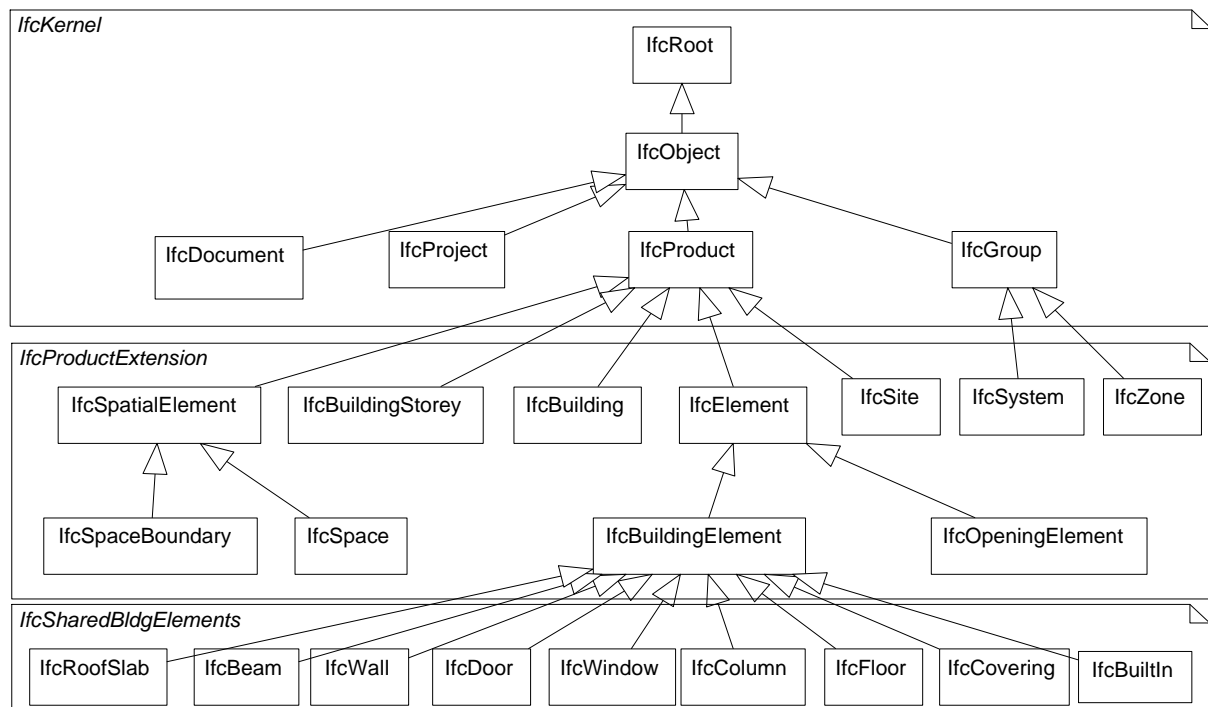 IfcKernel
IfcRoot
IfcObject
IfcDocument
IfcProject
IfcProduct
IfcGroup
IfcProductExtension
IfcSpatialElement
IfcBuildingStorey
IfcBuilding
IfcElement
IfcSite
IfcSystem
IfcZone
IfcSpaceBoundary
IfcSpace
IfcBuildingElement
IfcOpeningElement
IfcSharedBldgElements
IfcRoofSlab
IfcBeam
IfcWall
IfcDoor
IfcWindow
IfcColumn
IfcFloor
IfcCovering
IfcBuiltIn